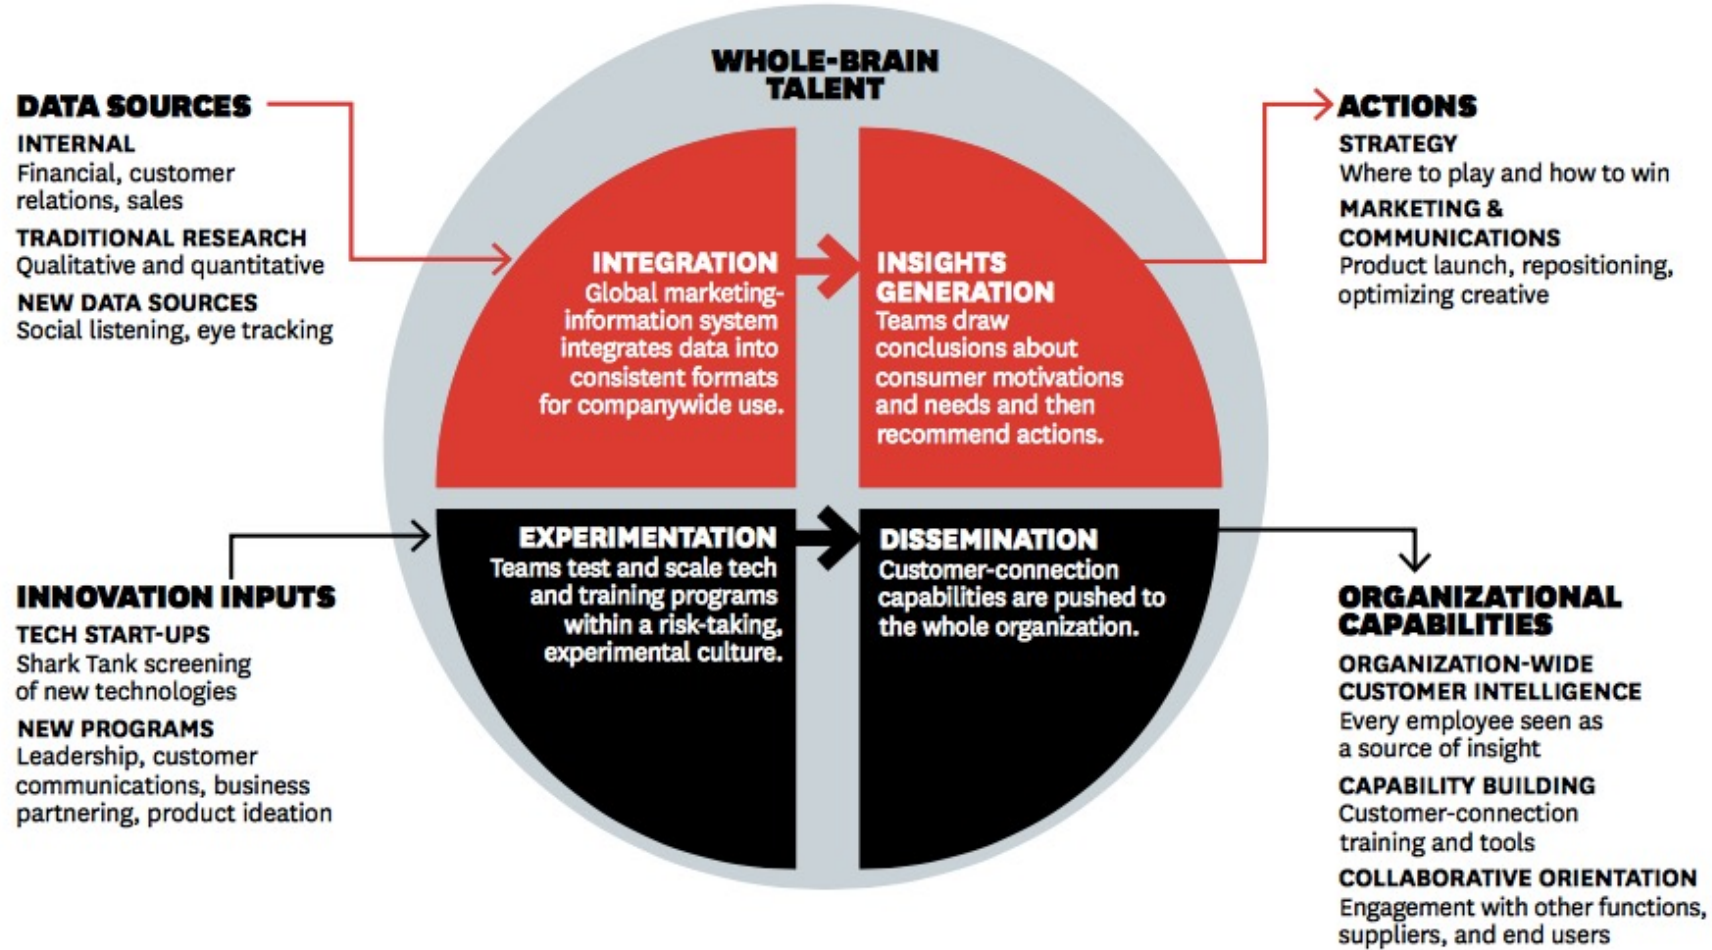 WHOLE-BRAIN
TALENT
DATA SOURCES
INTERNAL
Financial, customer
relations, sales
TRADITIONAL RESEARCH
Qualitative and quantitative
NEW DATA SOURCES
Social listening, eye tracking
INTEGRATION
Global marketing-
information system
integrates data into
consistent formats
for companywide use.
INSIGHTS
GENERATION
Teams draw
conclusions about
consumer motivations
and needs and then
recommend actions.
ACTIONS
STRATEGY
Where to play and how to win
MARKETING &
COMMUNICATIONS
Product launch, repositioning,
optimizing creative
INNOVATION INPUTS
TECH START-UPS
Shark Tank screening
of new technologies
NEW PROGRAMS
Leadership, customer
communications, business
partnering, product ideation
EXPERIMENTATION
Teams test and scale tech
and training programs
within a risk-taking,
experimental culture.
DISSEMINATION
Customer-connection
capabilities are pushed to
the whole organization.
ORGANIZATIONAL
CAPABILITIES
ORGANIZATION-WIDE
CUSTOMER INTELLIGENCE
Every employee seen as
a source of insight
CAPABILITY BUILDING
Customer-connection
training and tools
COLLABORATIVE ORIENTATION
Engagement with other functions,
suppliers, and end users